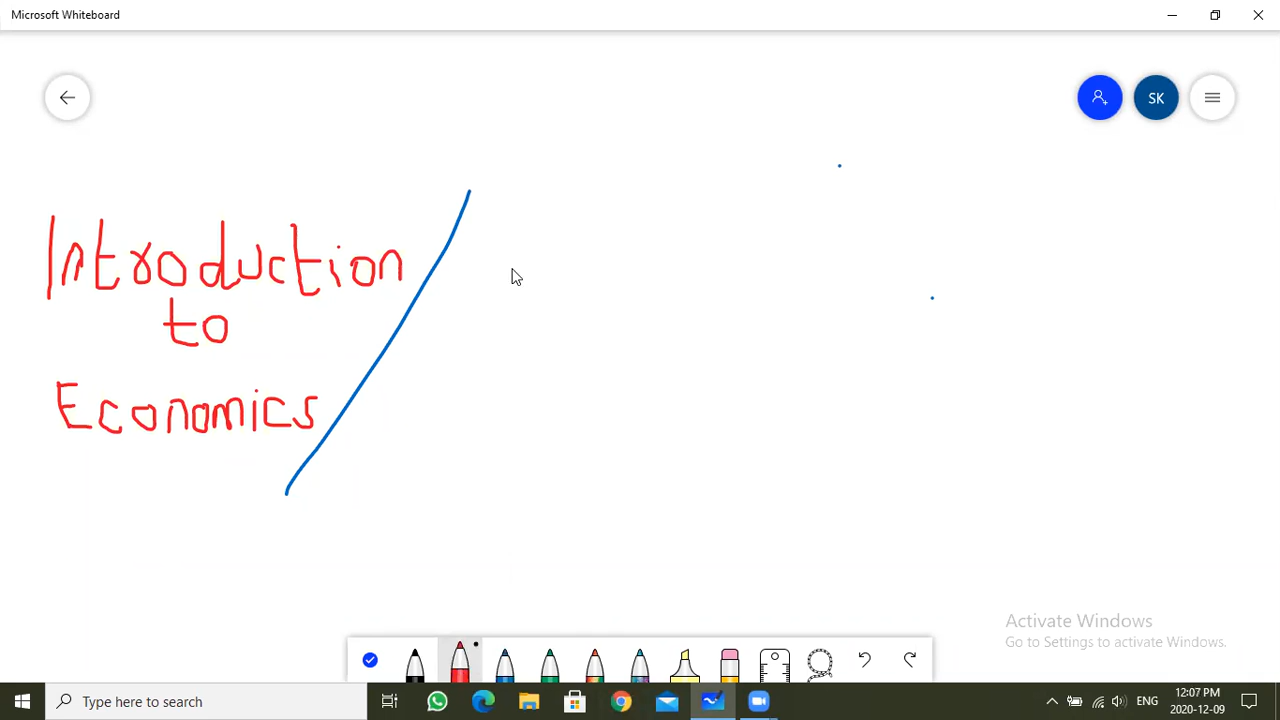 Microsoft Whiteboard
SK
Introduction
to
Economics
Activate Windows
Go to Settings to activate Windows.
Type here to search
ENG
12:07 PM
2020-12-09